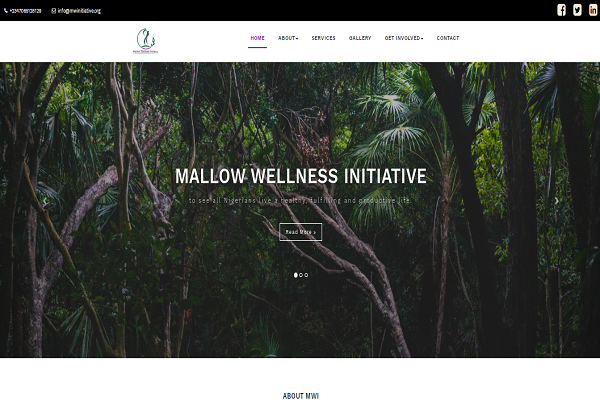 info@mwinitiative.org
HOME ABOUT SERVICES GALLERY GET INVOLVED CONTACT
MALLOW WELLNESS INITIATIVE
to see all Nigerians live a healthy, fulfilling and productive life.
Read More »
ABOUT MWI